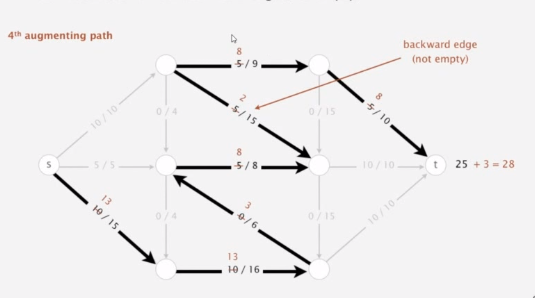 4th augmenting path
backward edge
(not empty)
8
5 / 9
10 / 10
0 / 4
2
5 / 15
0 / 15
8
5 / 10
s
5 / 5
8
5 / 8
10 / 10
t
25 + 3 = 28
13
10 / 15
0 / 4
3
0 / 6
0 / 15
10 / 10
13
10 / 16